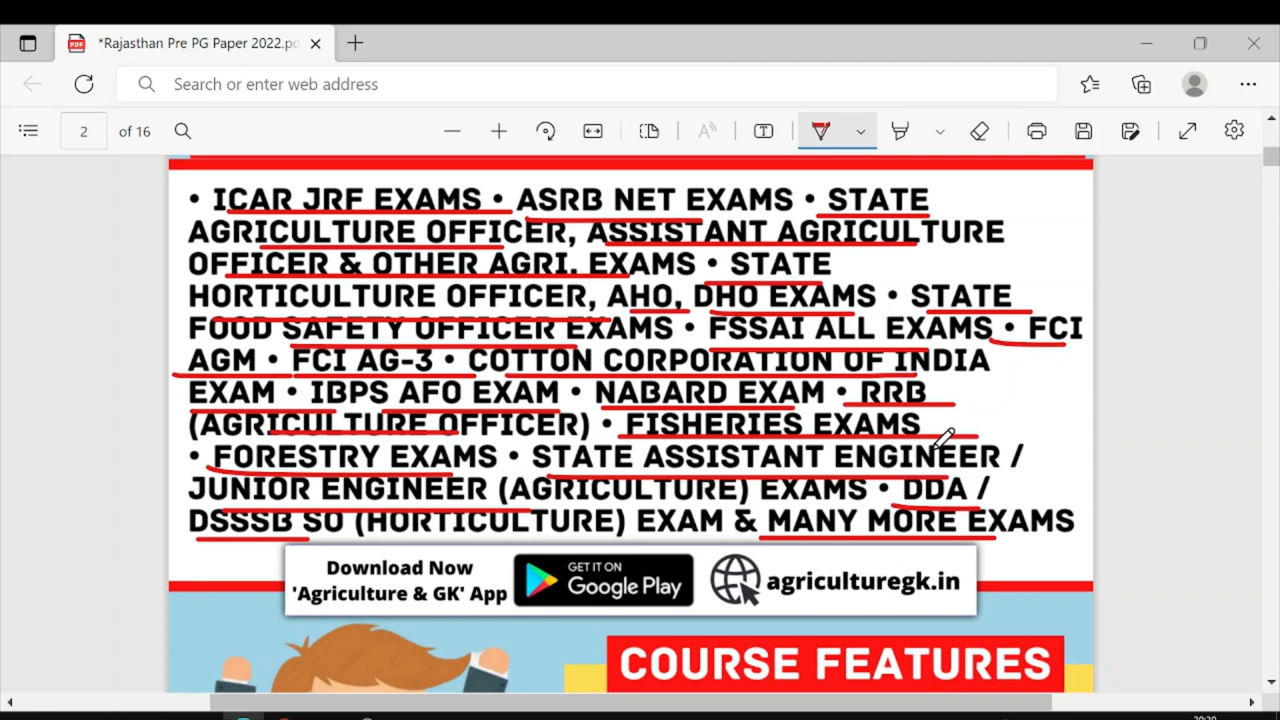 *Rajasthan Pre PG Paper 2022.pd
Search or enter web address
2 of 16
• ICAR JRF EXAMS • ASRB NET EXAMS • STATE
AGRICULTURE OFFICER, ASSISTANT AGRICULTURE
OFFICER & OTHER AGRI. EXAMS • STATE
HORTICULTURE OFFICER, AHO, DHO EXAMS • STATE
FOOD SAFETY OFFICER EXAMS • FSSAI ALL EXAMS • FCI
AGM • FCI AG-3 • COTTON CORPORATION OF INDIA
EXAM • IBPS AFO EXAM • NABARD EXAM • RRB
(AGRICULTURE OFFICER) • FISHERIES EXAMS
• FORESTRY EXAMS • STATE ASSISTANT ENGINEER /
JUNIOR ENGINEER (AGRICULTURE) EXAMS • DDA /
DSSSB SO (HORTICULTURE) EXAM & MANY MORE EXAMS
Download Now
'Agriculture & GK' App
GET IT ON
Google Play
agriculturegk.in
COURSE FEATURES